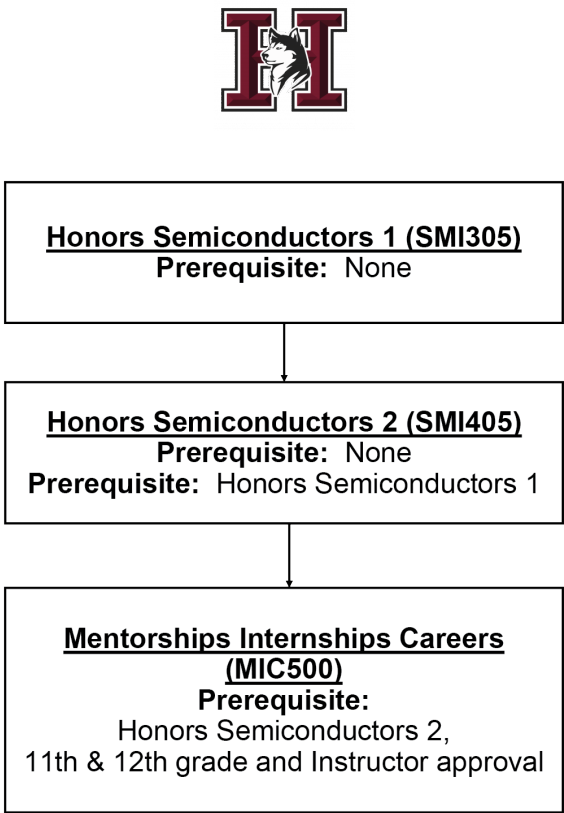 H
Honors Semiconductors 1 (SMI305)
Prerequisite: None
Honors Semiconductors 2 (SMI405)
Prerequisite: None
Prerequisite: Honors Semiconductors 1
Mentorships Internships Careers
(MIC500)
Prerequisite:
Honors Semiconductors 2,
11th & 12th grade and Instructor approval